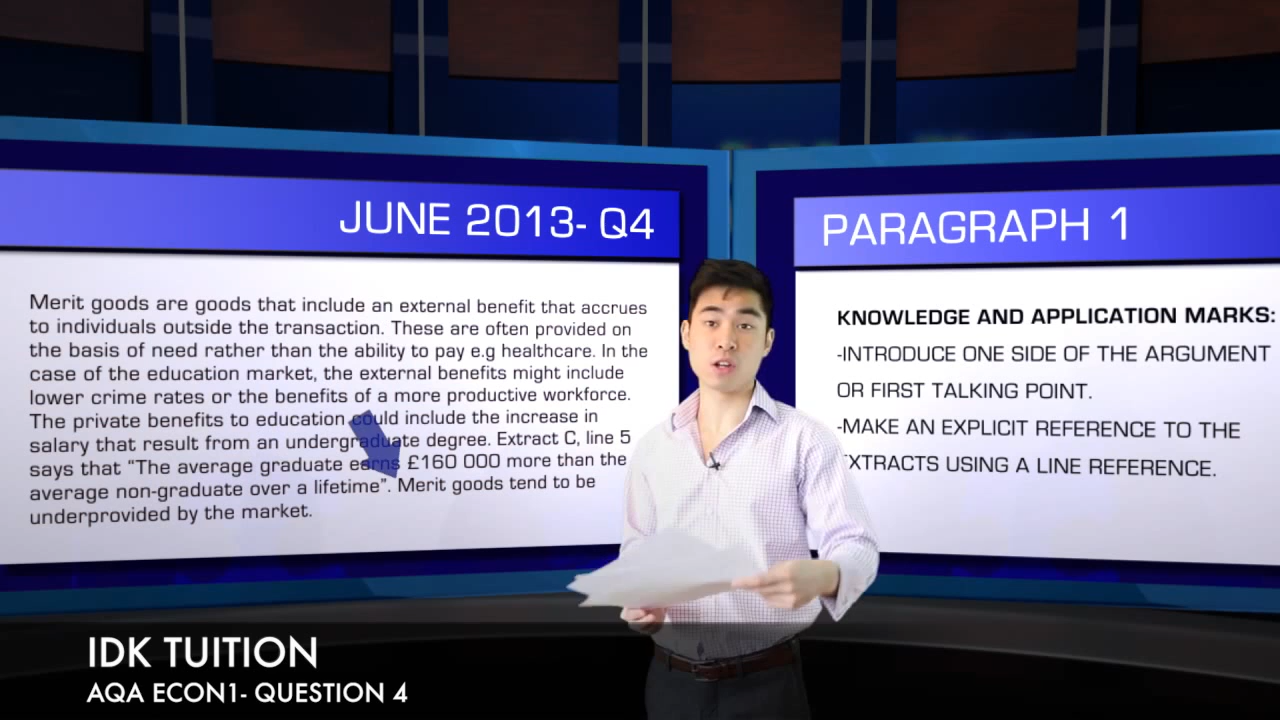 JUNE 2013- Q4
Merit goods are goods that include an external benefit that accrues
to individuals outside the transaction. These are often provided on
the basis of need rather than the ability to pay e.g healthcare. In the
case of the education market, the external benefits might include
lower crime rates or the benefits of a more productive workforce.
The private benefits to education could include the increase in
salary that result from an undergraduate degree. Extract C, line 5
says that "The average graduate earns £160 000 more than the
average non-graduate over a lifetime". Merit goods tend to be
underprovided by the market.
PARAGRAPH 1
KNOWLEDGE AND APPLICATION MARKS:
-INTRODUCE ONE SIDE OF THE ARGUMENT
OR FIRST TALKING POINT.
-MAKE AN EXPLICIT REFERENCE TO THE
EXTRACTS USING A LINE REFERENCE.
IDK TUITION
AQA ECON1- QUESTION 4